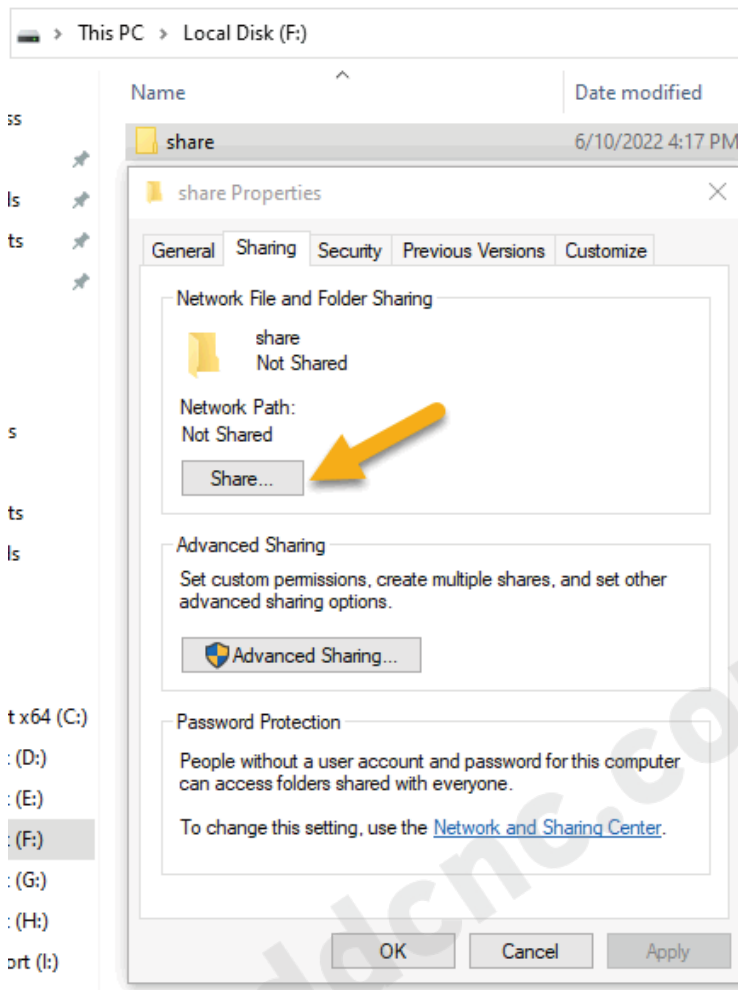 This PC > Local Disk (F:)
Name
Date modified
ss
share
6/10/2022 4:17 PM
ls
ts
share Properties
General
Sharing
Security
Previous Versions
Customize
Network File and Folder Sharing
share
Not Shared
Network Path:
Not Shared
s
Share...
ts
Advanced Sharing
ls
Set custom permissions, create multiple shares, and set other
advanced sharing options.
Advanced Sharing...
t x64 (C:)
Password Protection
: (D:)
People without a user account and password for this computer
can access folders shared with everyone.
: (E:)
To change this setting, use the Network and Sharing Center.
: (F:)
: (G:)
: (H:)
OK
Cancel
Apply
ort (I:)
ddcnc.co